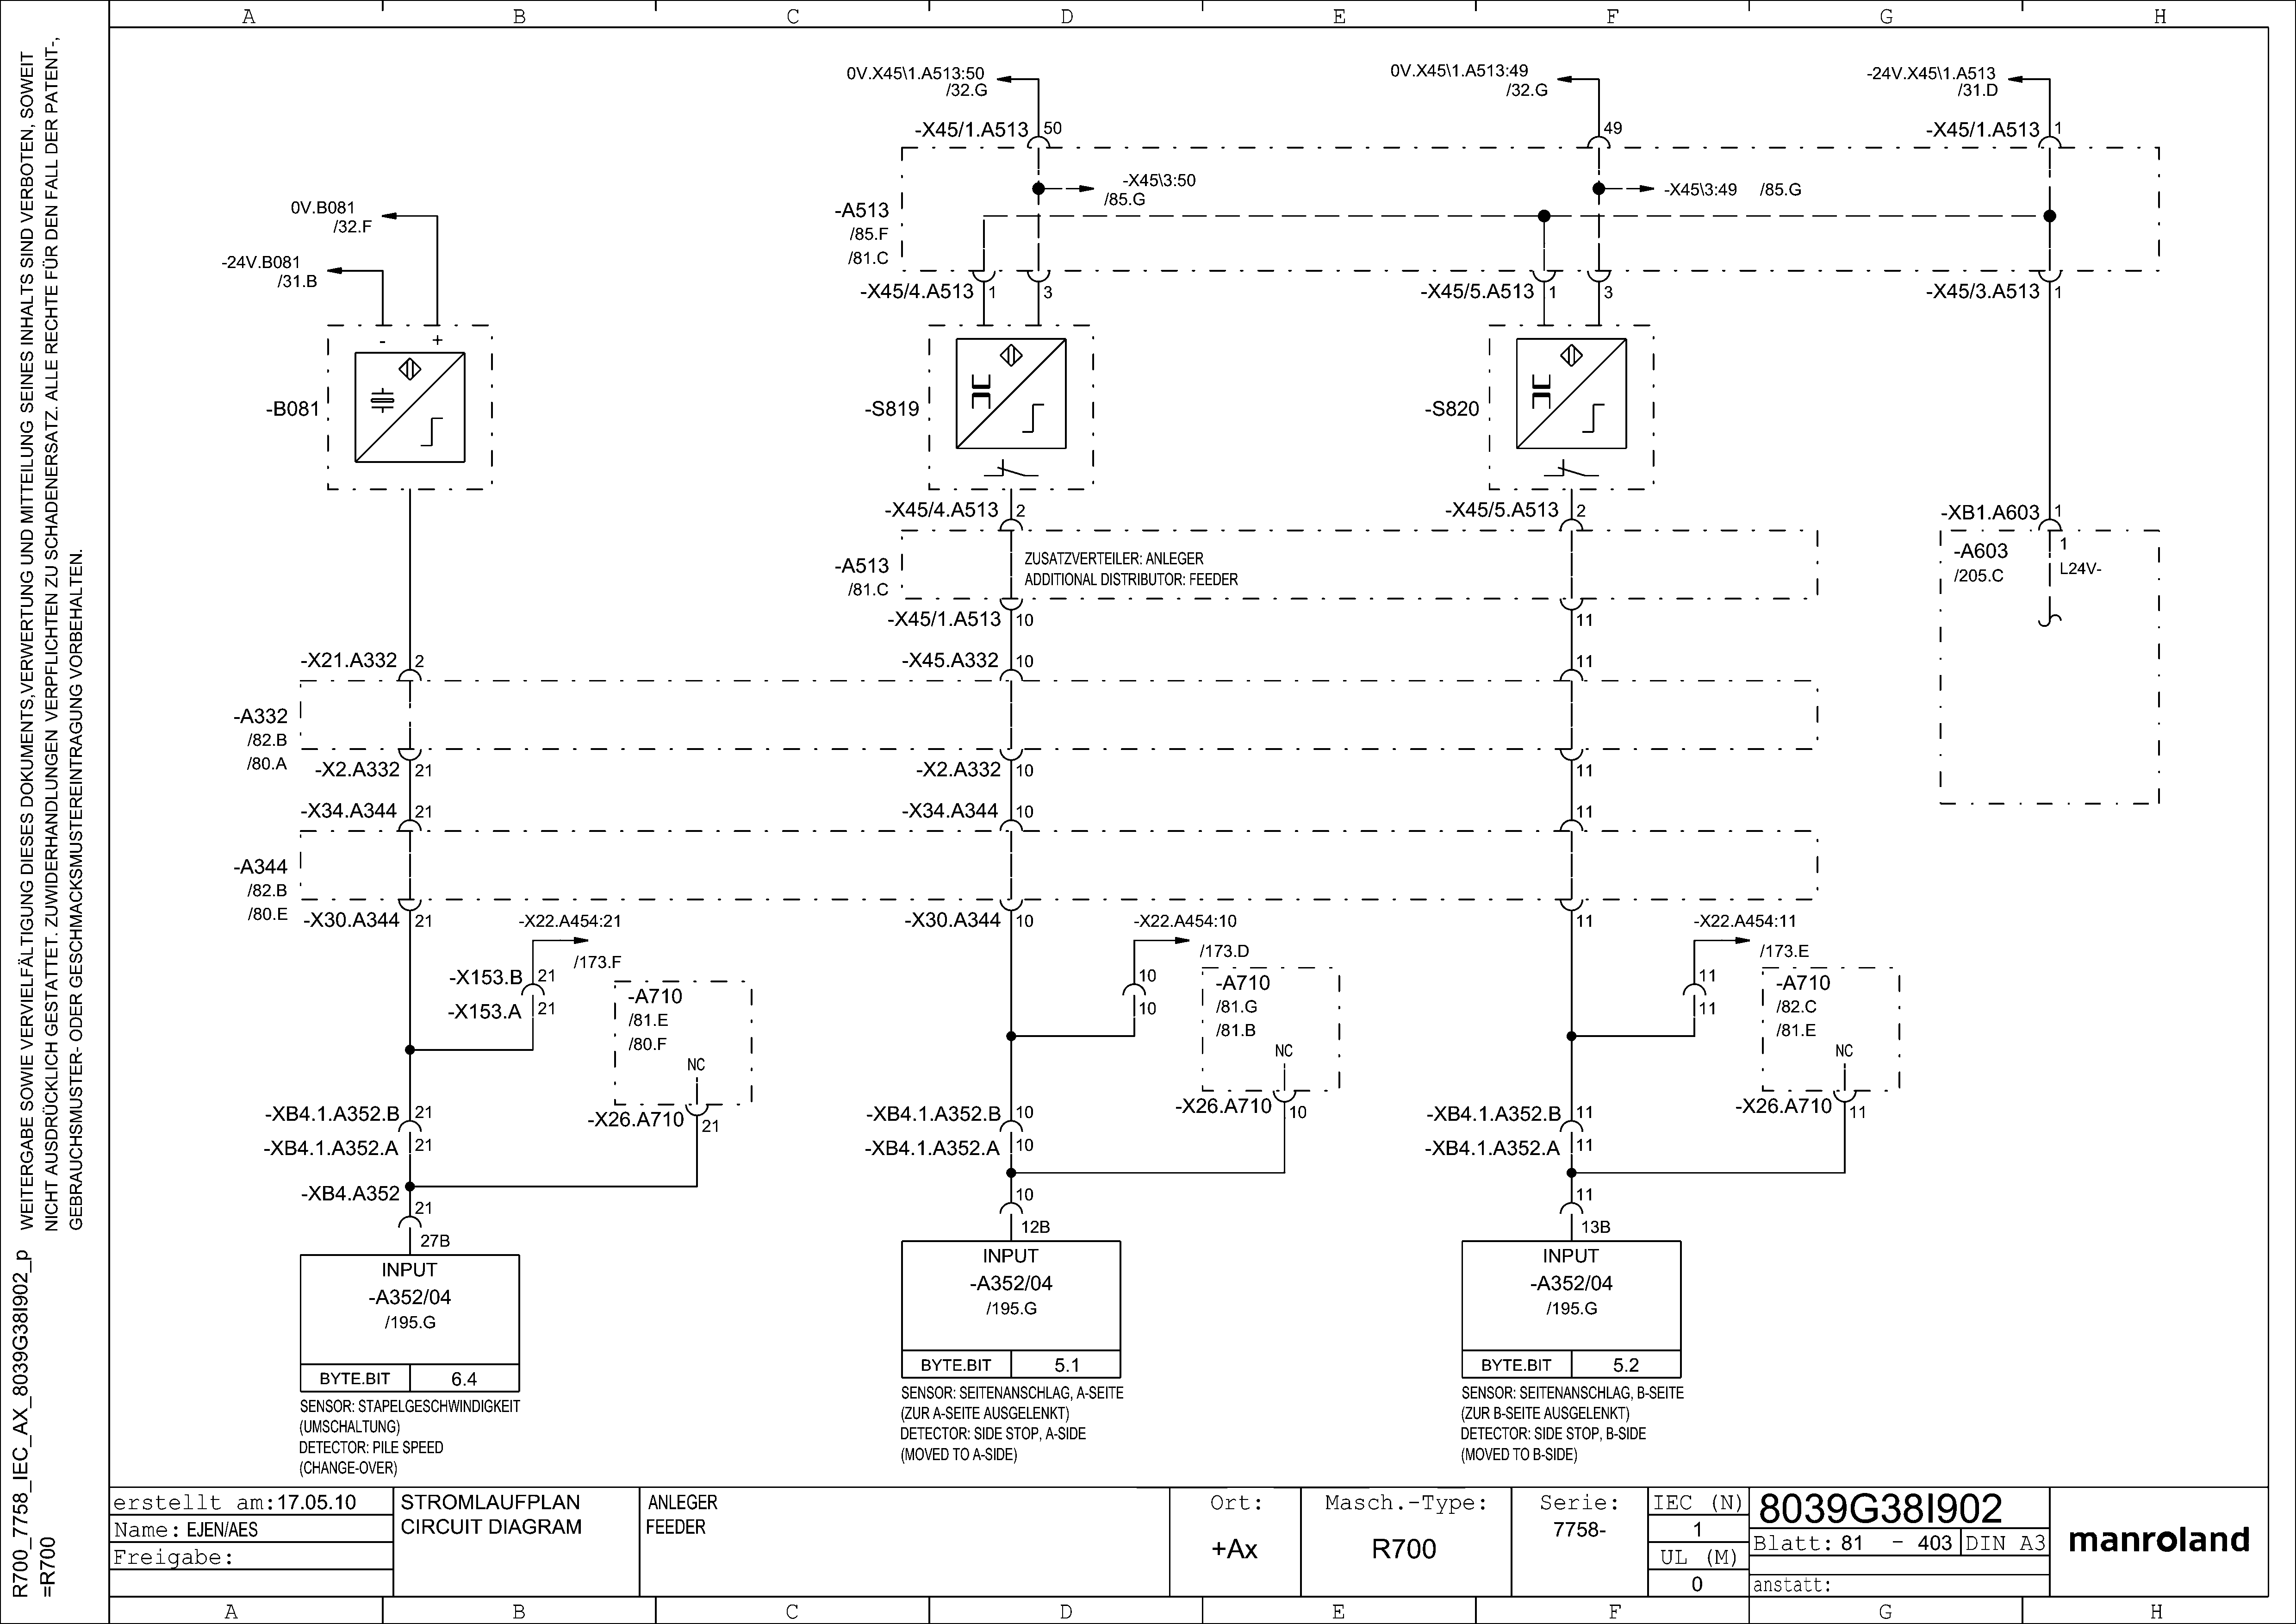 A B C D E F G H
WEITERGABE SOWIE VERVIELFÄLTIGUNG DIESES DOKUMENTS,VERWERTUNG UND MITTEILUNG SEINES INHALTS SIND VERBOTEN, SOWEIT
NICHT AUSDRÜCKLICH GESTATTET. ZUWIDERHANDLUNGEN VERPFLICHTEN ZU SCHADENERSATZ. ALLE RECHTE FÜR DEN FALL DER PATENT-,
GEBRAUCHSMUSTER- ODER GESCHMACKSMUSTEREINTRAGUNG VORBEHALTEN.
R700_7758_IEC_AX_8039G38I902_p
=R700
0V.X45\1.A513:50
/32.G
0V.X45\1.A513:49
/32.G
-24V.X45\1.A513
/31.D
-X45/1.A513 50
49
-X45/1.A513 1
-X45\3:50
/85.G
-X45\3:49 /85.G
-A513
/85.F
/81.C
0V.B081
/32.F
-24V.B081
/31.B
-X45/4.A513 1 3
-X45/5.A513 1 3
-X45/3.A513 1
- +
-B081
-S819
-S820
-X45/4.A513 2
-X45/5.A513 2
-XB1.A603 1
-A513
/81.C
ZUSATZVERTEILER: ANLEGER
ADDITIONAL DISTRIBUTOR: FEEDER
-A603
/205.C
1
L24V-
-X45/1.A513 10
11
-X21.A332 2
-X45.A332 10
11
-A332
/82.B
/80.A
-X2.A332 21
-X2.A332 10
11
-X34.A344 21
-X34.A344 10
11
-A344
/82.B
/80.E
-X30.A344 21
-X30.A344 10
11
-X22.A454:21
/173.F
-X22.A454:10
/173.D
-X22.A454:11
/173.E
-X153.B 21
-X153.A 21
10
10
11
11
-A710
/81.E
/80.F
NC
-A710
/81.G
/81.B
NC
-A710
/82.C
/81.E
NC
-X26.A710 21
-X26.A710 10
-X26.A710 11
-XB4.1.A352.B 21
-XB4.1.A352.A 21
-XB4.1.A352.B 10
-XB4.1.A352.A 10
-XB4.1.A352.B 11
-XB4.1.A352.A 11
-XB4.A352
21
10
11
27B
12B
13B
INPUT
-A352/04
/195.G
BYTE.BIT 6.4
SENSOR: STAPELGESCHWINDIGKEIT
(UMSCHALTUNG)
DETECTOR: PILE SPEED
(CHANGE-OVER)
INPUT
-A352/04
/195.G
BYTE.BIT 5.1
SENSOR: SEITENANSCHLAG, A-SEITE
(ZUR A-SEITE AUSGELENKT)
DETECTOR: SIDE STOP, A-SIDE
(MOVED TO A-SIDE)
INPUT
-A352/04
/195.G
BYTE.BIT 5.2
SENSOR: SEITENANSCHLAG, B-SEITE
(ZUR B-SEITE AUSGELENKT)
DETECTOR: SIDE STOP, B-SIDE
(MOVED TO B-SIDE)
erstellt am:17.05.10
Name: EJEN/AES
Freigabe:
STROMLAUFPLAN
CIRCUIT DIAGRAM
ANLEGER
FEEDER
Ort:
+Ax
Masch.-Type:
R700
Serie:
7758-
IEC (N)
1
UL (M)
0
8039G38I902
Blatt: 81 - 403 DIN A3
anstatt:
manroland
A B C D E F G H